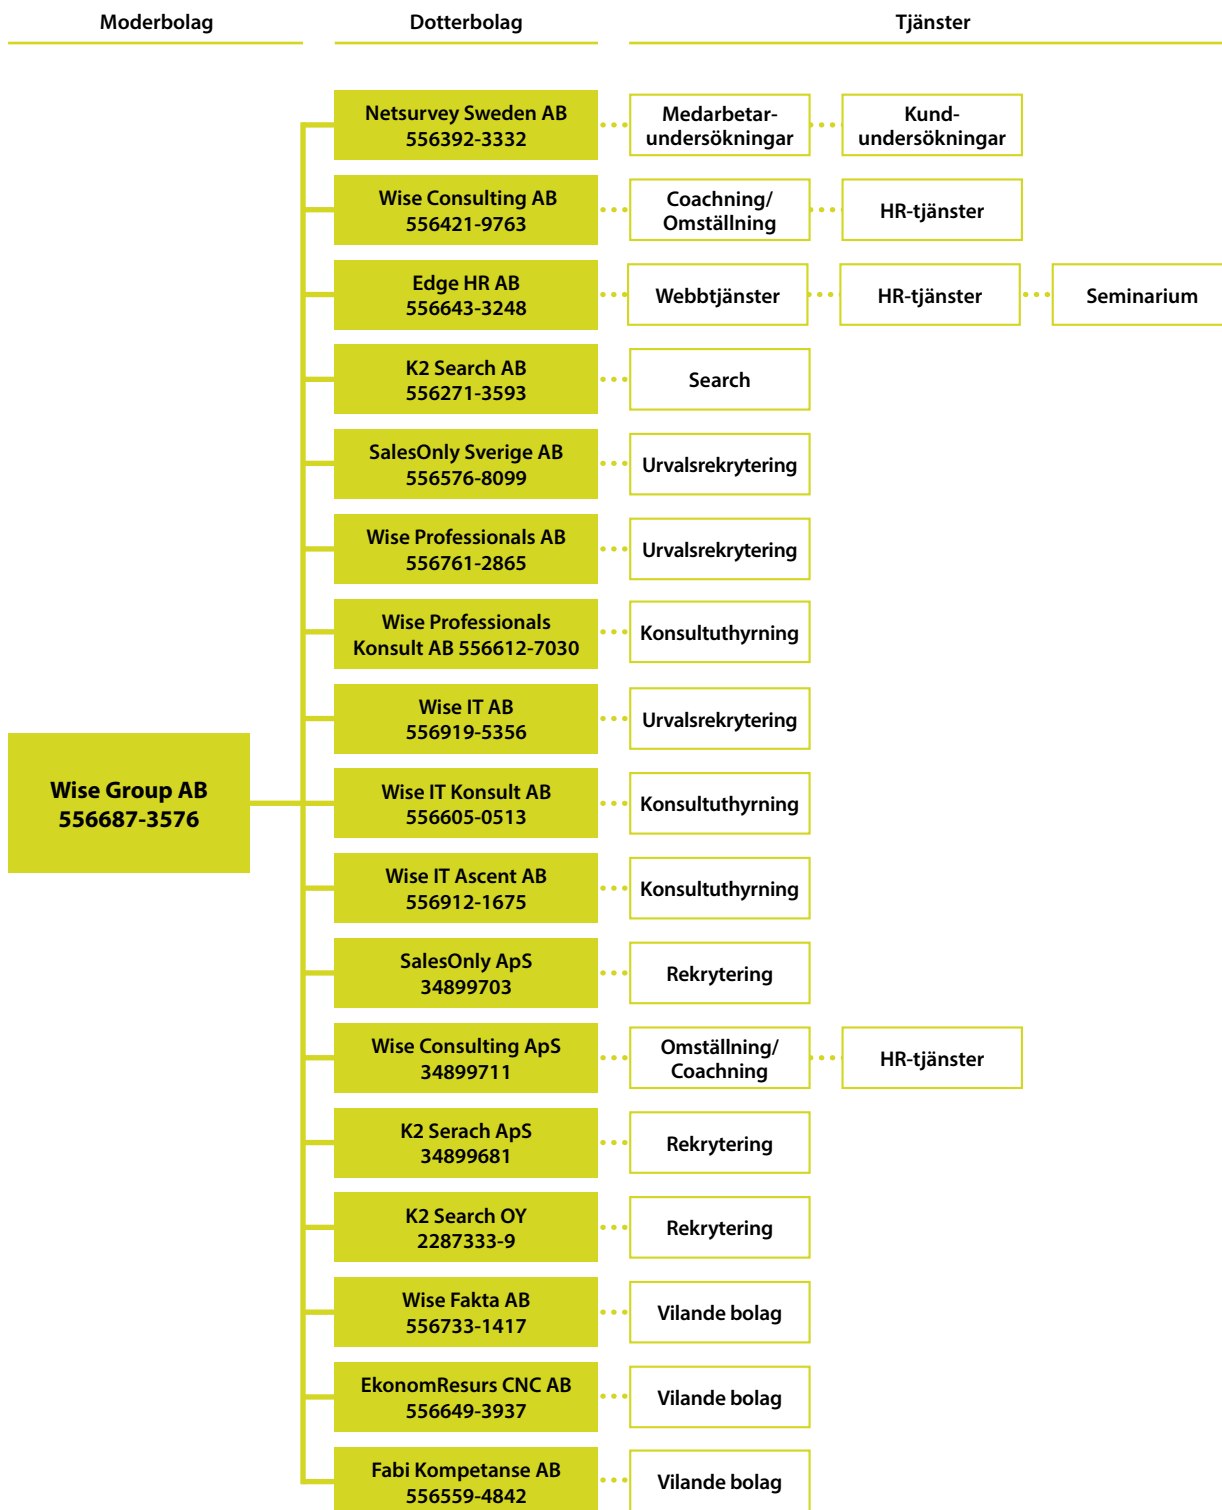 Moderbolag
Dotterbolag
Tjänster
Netsurvey Sweden AB
556392-3332
Medarbetar-
undersökningar
Kund-
undersökningar
Wise Consulting AB
556421-9763
Coachning/
Omställning
HR-tjänster
Edge HR AB
556643-3248
Webbtjänster
HR-tjänster
Seminarium
K2 Search AB
556271-3593
Search
SalesOnly Sverige AB
556576-8099
Urvalsrekrytering
Wise Professionals AB
556761-2865
Urvalsrekrytering
Wise Professionals
Konsult AB 556612-7030
Konsultuthyrning
Wise IT AB
556919-5356
Urvalsrekrytering
Wise Group AB
556687-3576
Wise IT Konsult AB
556605-0513
Konsultuthyrning
Wise IT Ascent AB
556912-1675
Konsultuthyrning
SalesOnly ApS
34899703
Rekrytering
Wise Consulting ApS
34899711
Omställning/
Coachning
HR-tjänster
K2 Serach ApS
34899681
Rekrytering
K2 Search OY
2287333-9
Rekrytering
Wise Fakta AB
556733-1417
Vilande bolag
EkonomResurs CNC AB
556649-3937
Vilande bolag
Fabi Kompetanse AB
556559-4842
Vilande bolag